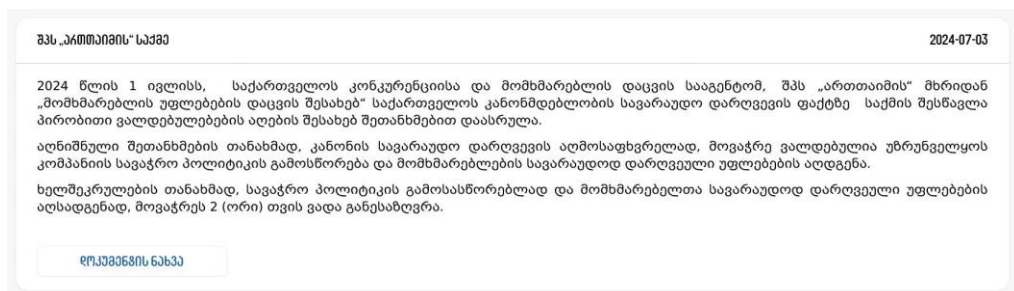 შპს „ართთაიმის“ საქმე
2024-07-03
2024 წლის 1 ივლისს, საქართველოს კონკურენციისა და მომხმარებლის დაცვის სააგენტომ, შპს „ართთაიმის“ მხრიდან
„მომხმარებლის უფლებების დაცვის შესახებ“ საქართველოს კანონმდებლობის სავარაუდო დარღვევის ფაქტზე საქმის შესწავლა
პირობითი ვალდებულებების აღების შესახებ შეთანხმებით დაასრულა.
აღნიშნული შეთანხმების თანახმად, კანონის სავარაუდო დარღვევის აღმოსაფხვრელად, მოვაჭრე ვალდებულია უზრუნველყოს
კომპანიის სავაჭრო პოლიტიკის გამოსწორება და მომხმარებლების სავარაუდოდ დარღვეული უფლებების აღდგენა.
ხელშეკრულების თანახმად, სავაჭრო პოლიტიკის გამოსასწორებლად და მომხმარებელთა სავარაუდოდ დარღვეული უფლებების
აღსადგენად, მოვაჭრეს 2 (ორი) თვის ვადა განესაზღვრა.
დოკუმენტის ნახვა